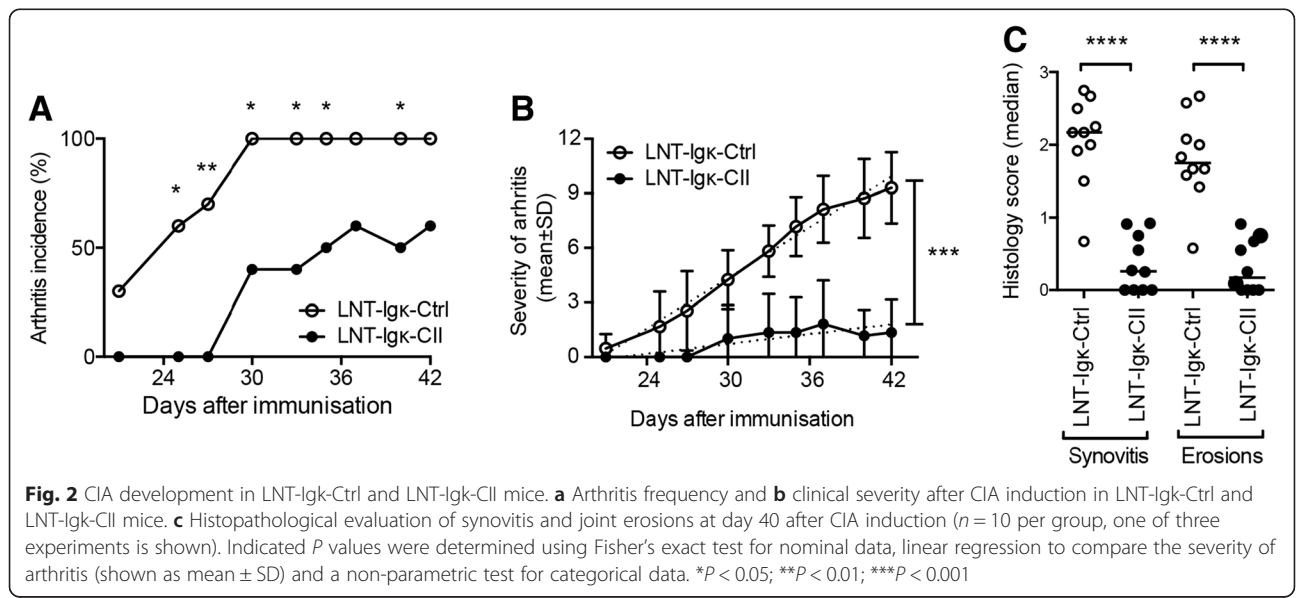 A
Arthritis incidence (%)
100
50
0
* ** * * * *
LNT-Igκ-Ctrl
LNT-Igκ-CII
24 30 36 42
Days after immunisation
B
Severity of arhritis
(mean±SD)
12
9
6
3
0
LNT-Igκ-Ctrl
LNT-Igκ-CII
***
24 30 36 42
Days after immunisation
C
Histology score (median)
3
2
1
0
**** ****
LNT-Igκ-Ctrl
LNT-Igκ-CII
LNT-Igκ-Ctrl
LNT-Igκ-CII
Synovitis Erosions
Fig. 2 CIA development in LNT-Igk-Ctrl and LNT-Igk-CII mice. a Arthritis frequency and b clinical severity after CIA induction in LNT-Igk-Ctrl and
LNT-Igk-CII mice. c Histopathological evaluation of synovitis and joint erosions at day 40 after CIA induction (n = 10 per group, one of three
experiments is shown). Indicated P values were determined using Fisher’s exact test for nominal data, linear regression to compare the severity of
arthritis (shown as mean ± SD) and a non-parametric test for categorical data. *P < 0.05; **P < 0.01; ***P < 0.001